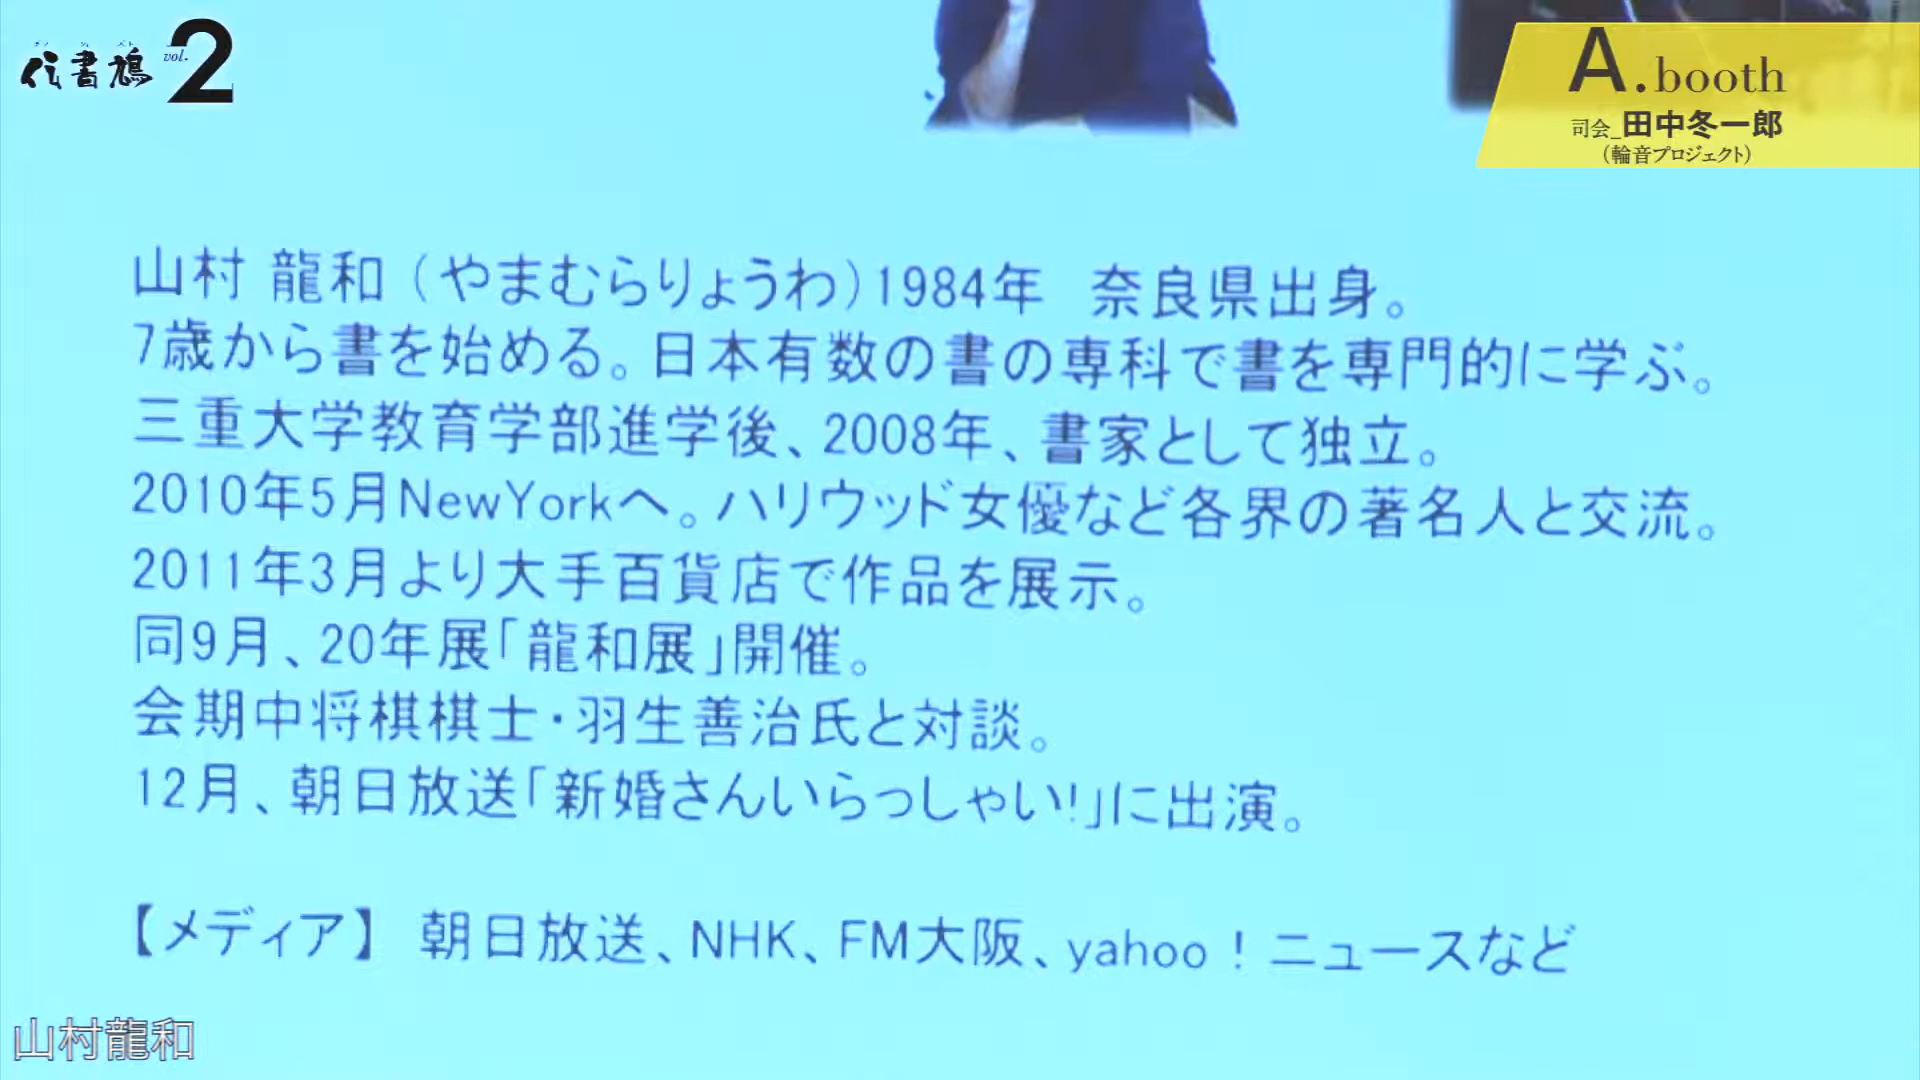 伝書鳩 vol.2
A.booth
司会_田中冬一郎
（輪音プロジェクト）
山村 龍和（やまむらりょうわ）1984年　奈良県出身。
7歳から書を始める。日本有数の書の専科で書を専門的に学ぶ。
三重大学教育学部進学後、2008年、書家として独立。
2010年5月NewYorkへ。ハリウッド女優など各界の著名人と交流。
2011年3月より大手百貨店で作品を展示。
同9月、20年展「龍和展」開催。
会期中将棋棋士・羽生善治氏と対談。
12月、朝日放送「新婚さんいらっしゃい!」に出演。
【メディア】　朝日放送、NHK、FM大阪、yahoo！ニュースなど
山村龍和